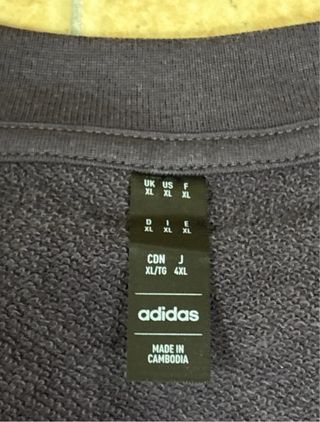 UK US F
XL XL XL
D I E
XL XL XL
CDN J
XL/TG 4XL
adidas
MADE IN
CAMBODIA